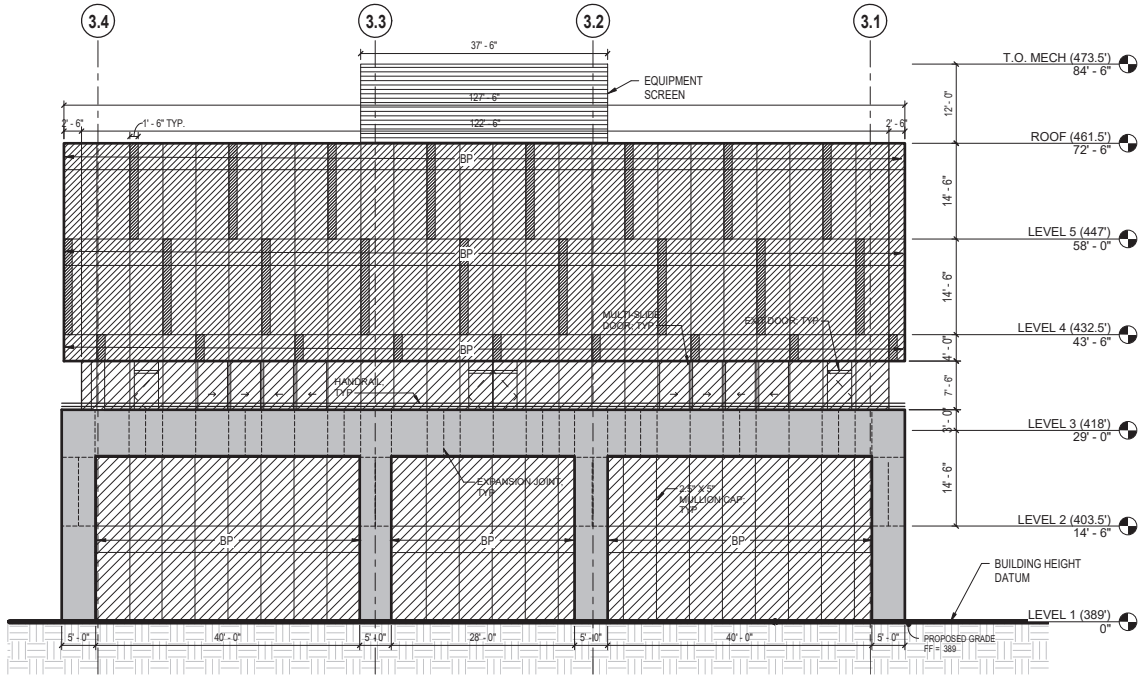 3.4
3.3
3.2
3.1
37' - 6"
T.O. MECH (473.5')
84' - 6"
EQUIPMENT
SCREEN
127' - 6"
12' - 0"
2' - 6"
1' - 6" TYP.
122' - 6"
2' - 6"
ROOF (461.5')
72' - 6"
BP
14' - 6"
LEVEL 5 (447')
58' - 0"
BP
14' - 6"
MULTI-SLIDE
DOOR; TYP
EXIT DOOR; TYP
LEVEL 4 (432.5')
43' - 6"
BP
4' - 0"
HANDRAIL;
TYP
7' - 6"
3' - 0"
LEVEL 3 (418')
29' - 0"
EXPANSION JOINT;
TYP
2.5" X 5"
MULLION CAP;
TYP
14' - 6"
LEVEL 2 (403.5')
14' - 6"
BP
BP
BP
BUILDING HEIGHT
DATUM
LEVEL 1 (389')
0"
5' - 0"
40' - 0"
5' - 0"
28' - 0"
5' - 0"
40' - 0"
5' - 0"
PROPOSED GRADE
FF = 389